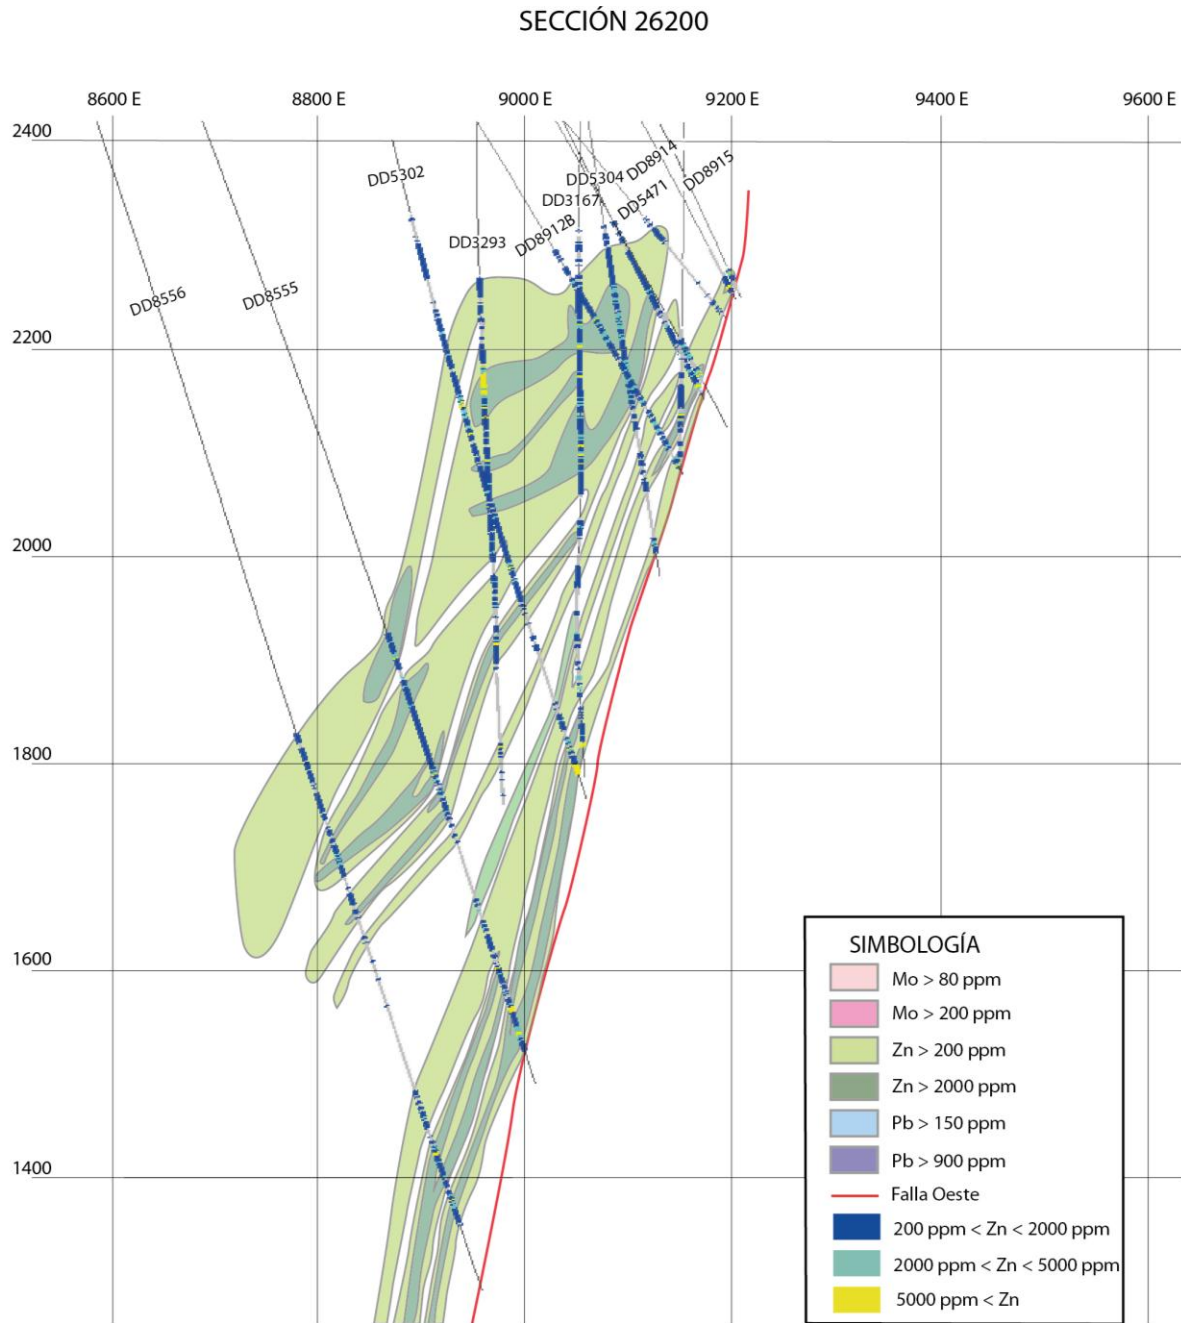 SECCIÓN 26200
8600 E
8800 E
9000 E
9200 E
9400 E
9600 E
2400
2200
2000
1800
1600
1400
DD8556
DD8555
DD5302
DD3293
DD8912B
DD3167
DD5304
DD5471
DD8914
DD8915
SIMBOLOGÍA
Mo > 80 ppm
Mo > 200 ppm
Zn > 200 ppm
Zn > 2000 ppm
Pb > 150 ppm
Pb > 900 ppm
Falla Oeste
200 ppm < Zn < 2000 ppm
2000 ppm < Zn < 5000 ppm
5000 ppm < Zn